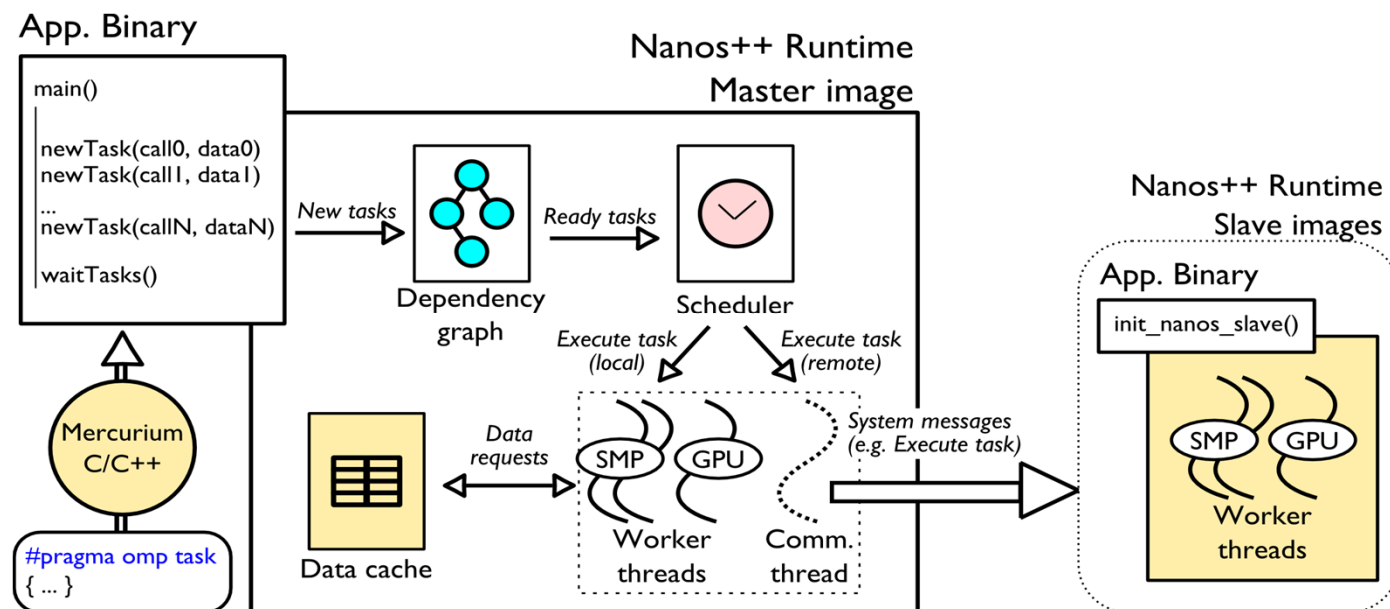 App. Binary
main()
newTask(call0, data0)
newTask(call1, data1)
...
newTask(callN, dataN)
waitTasks()
Mercurium
C/C++
#pragma omp task
{ ... }
Nanos++ Runtime
Master image
New tasks
Dependency
graph
Ready tasks
Scheduler
Execute task
(local)
Execute task
(remote)
Data cache
Data
requests
SMP
GPU
Worker
threads
Comm.
thread
System messages
(e.g. Execute task)
Nanos++ Runtime
Slave images
App. Binary
init_nanos_slave()
SMP
GPU
Worker
threads